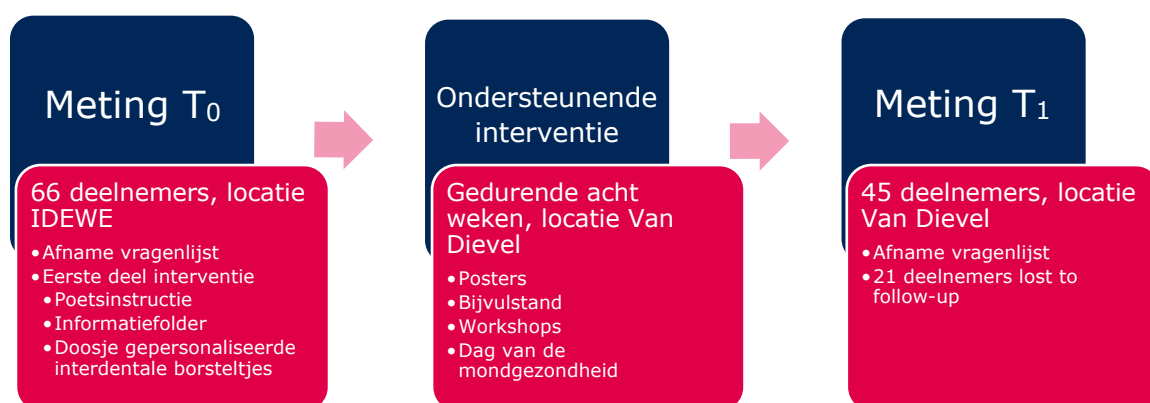 Meting T₀
66 deelnemers, locatie
IDEWE
•Afname vragenlijst
•Eerste deel interventie
•Poetsinstructie
•Informatiefolder
•Doosje gepersonaliseerde
interdentale borsteltjes
Ondersteunende
interventie
Gedurende acht
weken, locatie Van
Dievel
•Posters
•Bijvulstand
•Workshops
•Dag van de
mondgezondheid
Meting T₁
45 deelnemers, locatie
Van Dievel
•Afname vragenlijst
•21 deelnemers lost to
follow-up